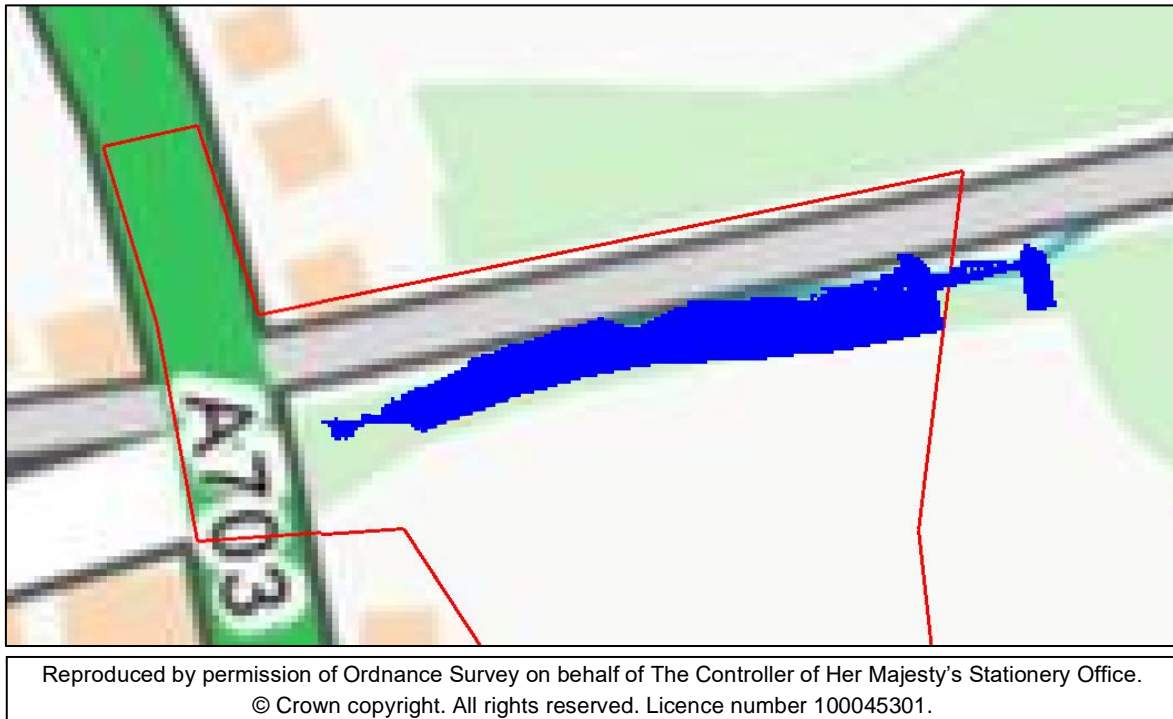 A703
Reproduced by permission of Ordnance Survey on behalf of The Controller of Her Majesty's Stationery Office.
© Crown copyright. All rights reserved. Licence number 100045301.